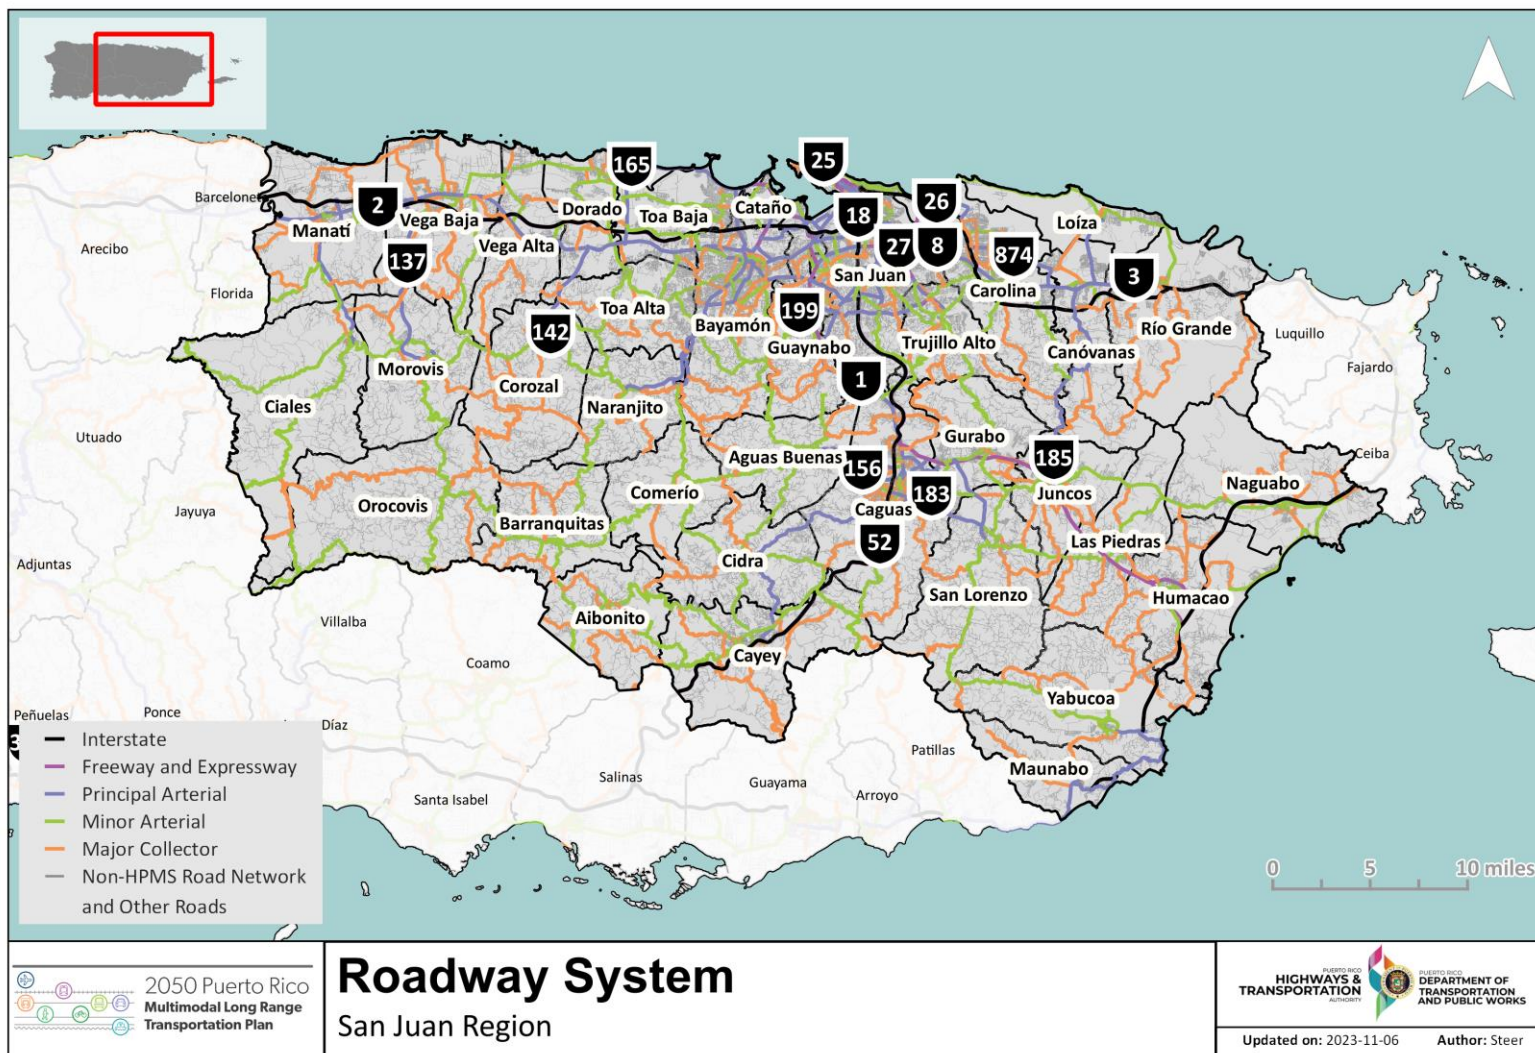 165
25
26
Barcelone
2
18
Dorado
Toa Baja
Cataño
Loíza
Manatí
Vega Baja
Vega Alta
27
8
874
Arecibo
137
San Juan
Carolina
3
Florida
Toa Alta
199
Bayamón
142
Guaynabo
Trujillo Alto
Canóvanas
Río Grande
Luquillo
Morovis
Corozal
1
Fajardo
Ciales
Naranjito
Utuado
Gurabo
Aguas Buenas
156
185
Ceiba
Comerío
183
Juncos
Naguabo
Jayuya
Orocovis
Barranquitas
Caguas
52
Las Piedras
Adjuntas
Cidra
San Lorenzo
Humacao
Villalba
Aibonito
Coamo
Cayey
Yabucoa
Peñuelas
Ponce
Díaz
Patillas
Maunabo
Salinas
Guayama
Arroyo
Santa Isabel
Interstate
Freeway and Expressway
Principal Arterial
Minor Arterial
Major Collector
Non-HPMS Road Network
and Other Roads
0 5 10 miles
2050 Puerto Rico
Multimodal Long Range
Transportation Plan
Roadway System
San Juan Region
PUERTO RICO
HIGHWAYS &
TRANSPORTATION
AUTHORITY
PUERTO RICO
DEPARTMENT OF
TRANSPORTATION
AND PUBLIC WORKS
Updated on: 2023-11-06 Author: Steer